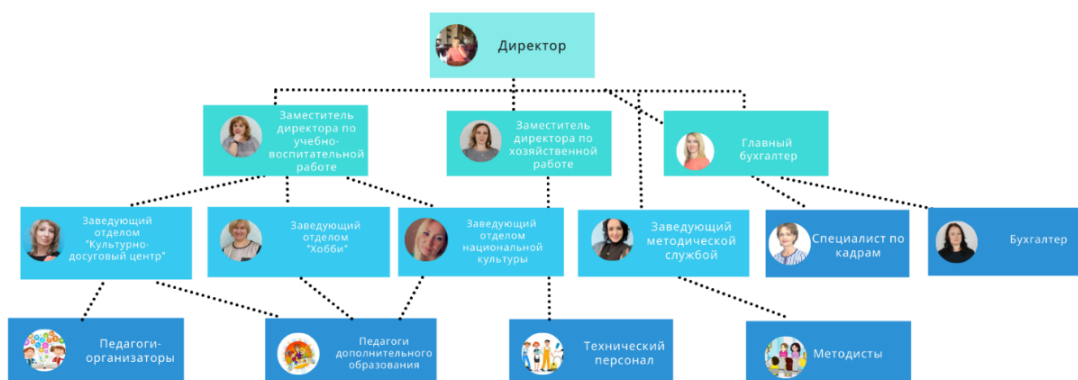 Директор
Заместитель
директора по
учебно-
воспитательной
работе
Заместитель
директора по
хозяйственной
работе
Главный
бухгалтер
Заведующий
отделом
"Культурно-
досуговый центр"
Заведующий
отделом
"Хобби"
Заведующий
отделом
национальной
культуры
Заведующий
методической
службой
Специалист по
кадрам
Бухгалтер
Педагоги-
организаторы
Педагоги
дополнительного
образования
Технический
персонал
Методисты